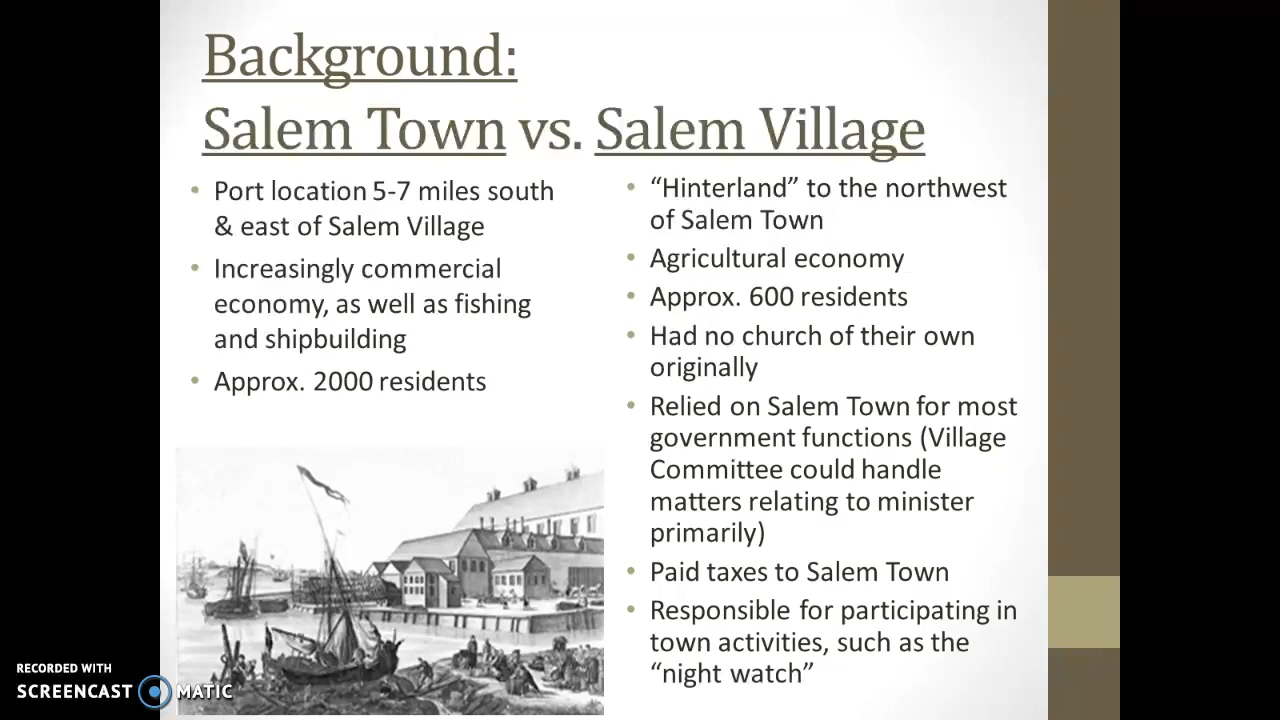 Background:
Salem Town vs. Salem Village
• Port location 5-7 miles south
& east of Salem Village
• Increasingly commercial
economy, as well as fishing
and shipbuilding
• Approx. 2000 residents
• “Hinterland” to the northwest
of Salem Town
• Agricultural economy
• Approx. 600 residents
• Had no church of their own
originally
• Relied on Salem Town for most
government functions (Village
Committee could handle
matters relating to minister
primarily)
• Paid taxes to Salem Town
• Responsible for participating in
town activities, such as the
“night watch”
RECORDED WITH
SCREENCAST MATIC